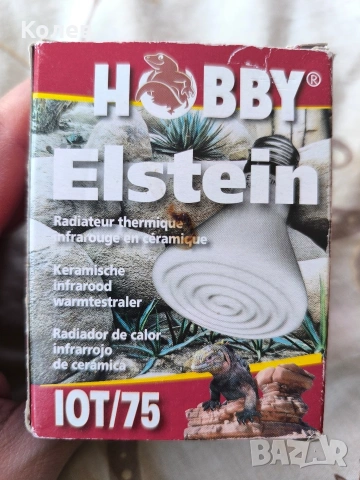 HOBBY®
Elstein
Radiateur thermique
infrarouge en céramique
Keramische
infrarood
warmtestraler
Radiador de calor
infrarrojo
de cerámica
IOT/75
BAZAR